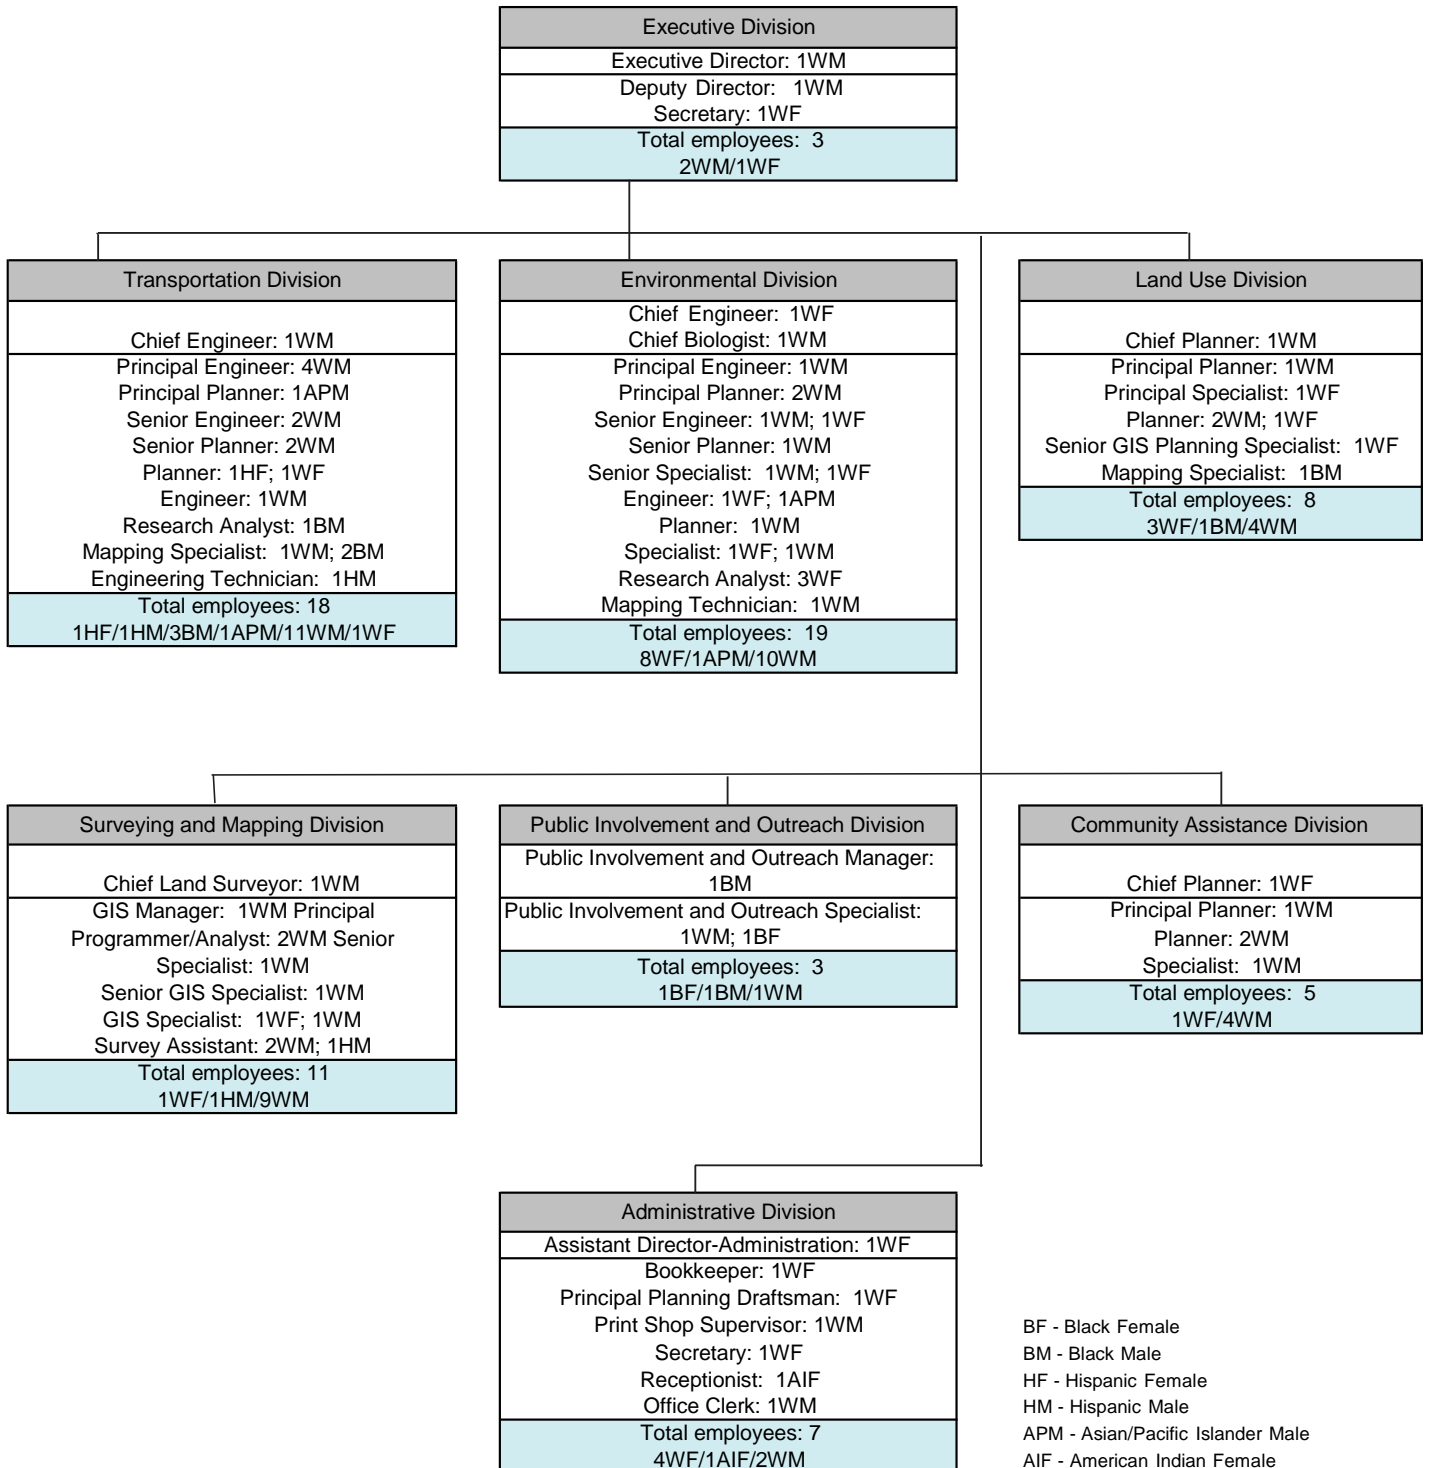 Executive Division
Executive Director: 1WM
Deputy Director: 1WM
Secretary: 1WF
Total employees: 3
2WM/1WF
Transportation Division
Chief Engineer: 1WM
Principal Engineer: 4WM
Principal Planner: 1APM
Senior Engineer: 2WM
Senior Planner: 2WM
Planner: 1HF; 1WF
Engineer: 1WM
Research Analyst: 1BM
Mapping Specialist: 1WM; 2BM
Engineering Technician: 1HM
Total employees: 18
1HF/1HM/3BM/1APM/11WM/1WF
Environmental Division
Chief Engineer: 1WF
Chief Biologist: 1WM
Principal Engineer: 1WM
Principal Planner: 2WM
Senior Engineer: 1WM; 1WF
Senior Planner: 1WM
Senior Specialist: 1WM; 1WF
Engineer: 1WF; 1APM
Planner: 1WM
Specialist: 1WF; 1WM
Research Analyst: 3WF
Mapping Technician: 1WM
Total employees: 19
8WF/1APM/10WM
Land Use Division
Chief Planner: 1WM
Principal Planner: 1WM
Principal Specialist: 1WF
Planner: 2WM; 1WF
Senior GIS Planning Specialist: 1WF
Mapping Specialist: 1BM
Total employees: 8
3WF/1BM/4WM
Surveying and Mapping Division
Chief Land Surveyor: 1WM
GIS Manager: 1WM Principal
Programmer/Analyst: 2WM Senior
Specialist: 1WM
Senior GIS Specialist: 1WM
GIS Specialist: 1WF; 1WM
Survey Assistant: 2WM; 1HM
Total employees: 11
1WF/1HM/9WM
Public Involvement and Outreach Division
Public Involvement and Outreach Manager:
1BM
Public Involvement and Outreach Specialist:
1WM; 1BF
Total employees: 3
1BF/1BM/1WM
Community Assistance Division
Chief Planner: 1WF
Principal Planner: 1WM
Planner: 2WM
Specialist: 1WM
Total employees: 5
1WF/4WM
Administrative Division
Assistant Director-Administration: 1WF
Bookkeeper: 1WF
Principal Planning Draftsman: 1WF
Print Shop Supervisor: 1WM
Secretary: 1WF
Receptionist: 1AIF
Office Clerk: 1WM
Total employees: 7
4WF/1AIF/2WM
BF - Black Female
BM - Black Male
HF - Hispanic Female
HM - Hispanic Male
APM - Asian/Pacific Islander Male
AIF - American Indian Female